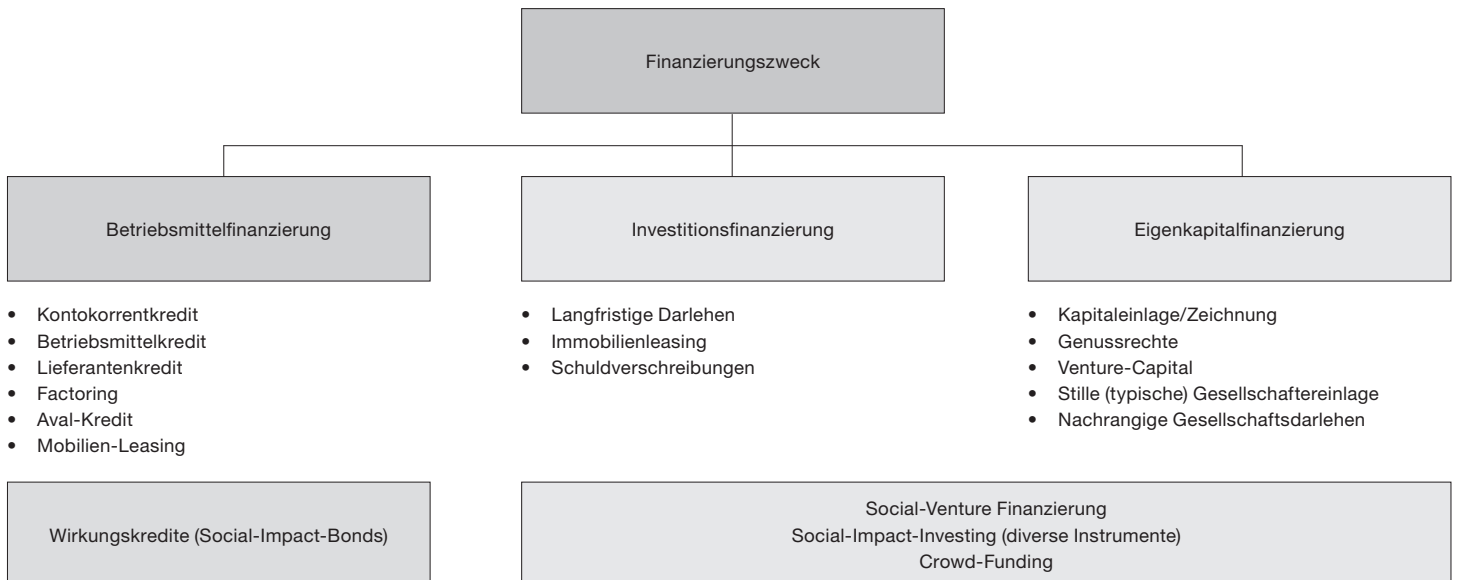 Finanzierungszweck
Betriebsmittelfinanzierung
• Kontokorrentkredit
• Betriebsmittelkredit
• Lieferantenkredit
• Factoring
• Aval-Kredit
• Mobilien-Leasing
Investitionsfinanzierung
• Langfristige Darlehen
• Immobilienleasing
• Schuldverschreibungen
Eigenkapitalfinanzierung
• Kapitaleinlage/Zeichnung
• Genussrechte
• Venture-Capital
• Stille (typische) Gesellschaftereinlage
• Nachrangige Gesellschaftsdarlehen
Wirkungskredite (Social-Impact-Bonds)
Social-Venture Finanzierung
Social-Impact-Investing (diverse Instrumente)
Crowd-Funding